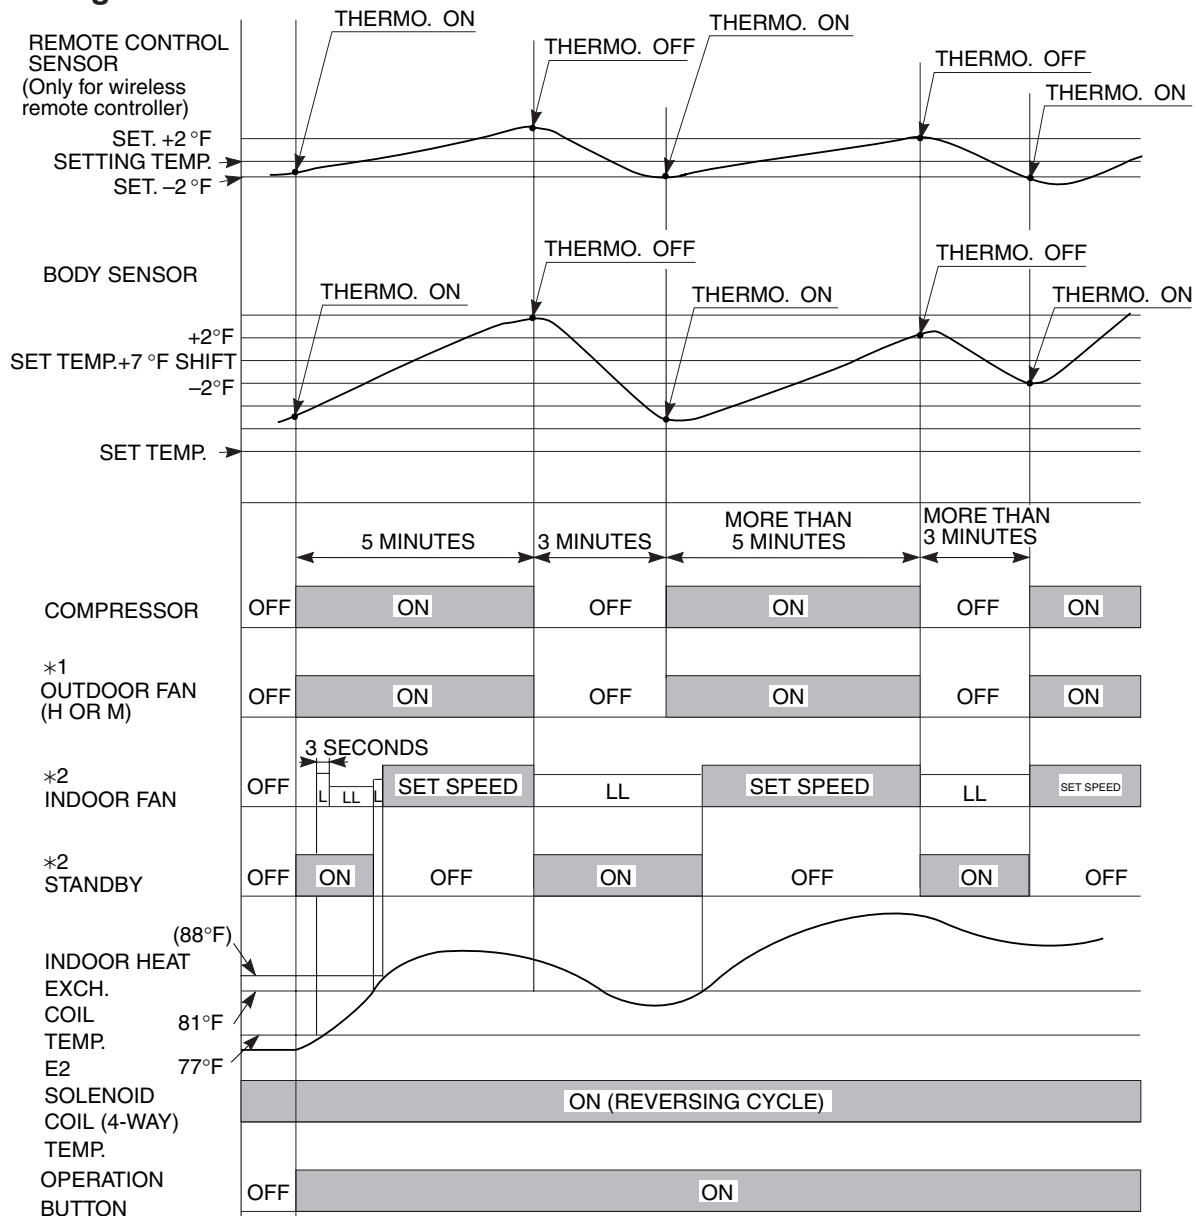 THERMO. ON
THERMO. ON
REMOTE CONTROL
SENSOR
(Only for wireless
remote controller)
THERMO. OFF
THERMO. OFF
THERMO. ON
SET. +2 °F
SETTING TEMP.
SET. –2 °F
BODY SENSOR
THERMO. OFF
THERMO. OFF
THERMO. ON
THERMO. ON
THERMO. ON
+2°F
SET TEMP.+7 °F SHIFT
–2°F
SET TEMP.
5 MINUTES
3 MINUTES
MORE THAN
5 MINUTES
MORE THAN
3 MINUTES
COMPRESSOR
OFF ON OFF ON OFF ON
*1
OUTDOOR FAN
(H OR M)
OFF ON OFF ON OFF ON
3 SECONDS
*2
INDOOR FAN
OFF L LL L SET SPEED LL SET SPEED LL SET SPEED
*2
STANDBY
OFF ON OFF ON OFF ON OFF
(88°F)
INDOOR HEAT
EXCH.
COIL
81°F
TEMP.
E2
77°F
SOLENOID
COIL (4-WAY)
TEMP.
ON (REVERSING CYCLE)
OPERATION
BUTTON
OFF ON